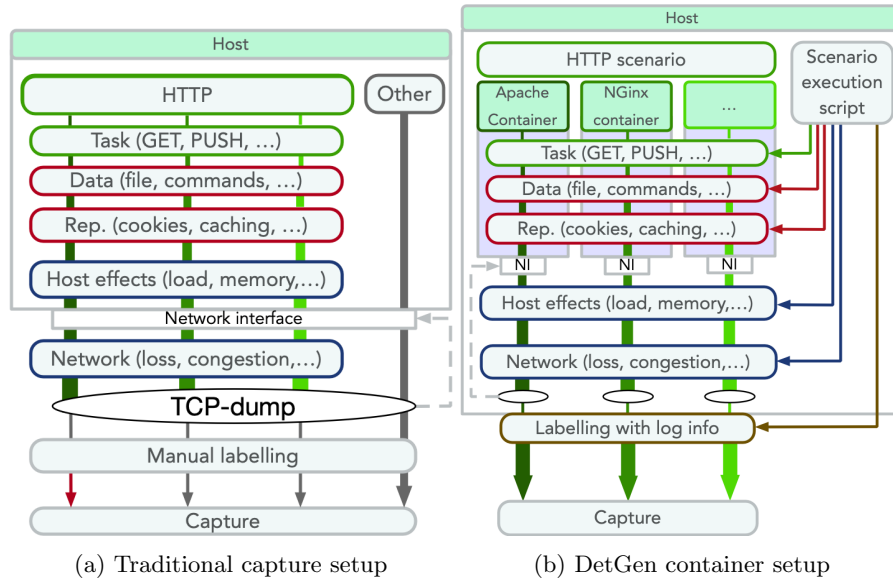 Host
HTTP
Other
Task (GET, PUSH, ...)
Data (file, commands, ...)
Rep. (cookies, caching, ...)
Host effects (load, memory,...)
Network interface
Network (loss, congestion,...)
TCP-dump
Manual labelling
Capture
(a) Traditional capture setup
Host
HTTP scenario
Scenario
execution
script
Apache
Container
NGinx
container
...
Task (GET, PUSH, ...)
Data (file, commands, ...)
Rep. (cookies, caching, ...)
NI
NI
NI
Host effects (load, memory,...)
Network (loss, congestion,...)
Labelling with log info
Capture
(b) DetGen container setup